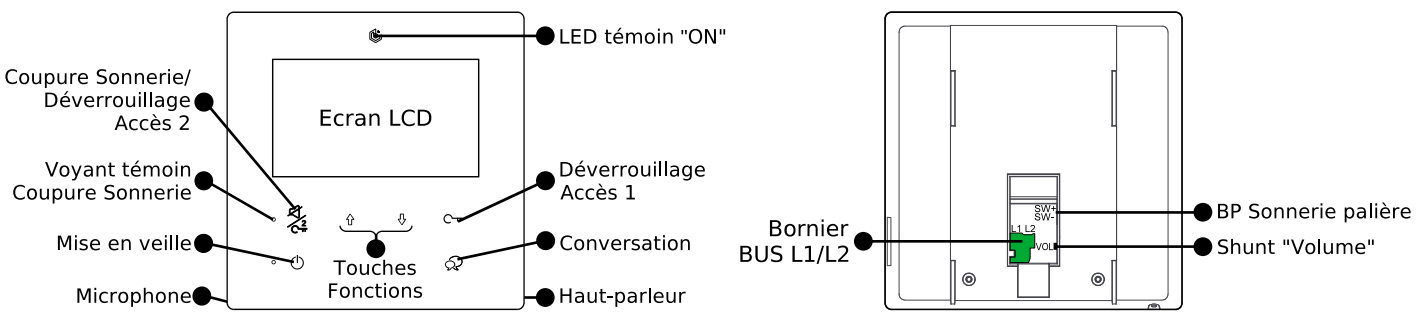 LED témoin "ON"
Coupure Sonnerie/
Déverrouillage
Accès 2
Ecran LCD
Voyant témoin
Coupure Sonnerie
Déverrouillage
Accès 1
2
Mise en veille
Conversation
Touches
Fonctions
Microphone
Haut-parleur
SW+
SW-
BP Sonnerie palière
L1 L2
Bornier
BUS L1/L2
VOL
Shunt "Volume"